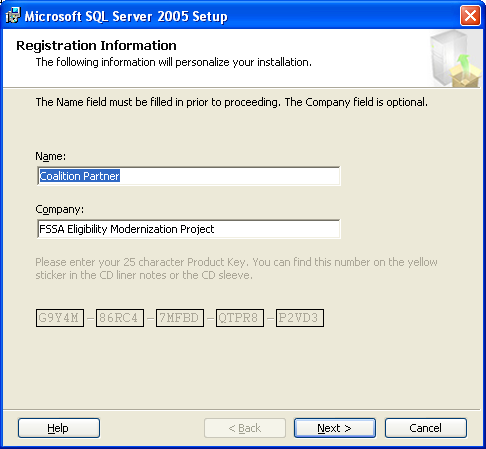 Microsoft SQL Server 2005 Setup
Registration Information
The following information will personalize your installation.
The Name field must be filled in prior to proceeding. The Company field is optional.
Name:
Coalition Partner
Company:
FSSA Eligibility Modernization Project
Please enter your 25 character Product Key. You can find this number on the yellow
sticker in the CD liner notes or the CD sleeve.
G9Y4M - 86RC4 - 7MFBD - QTPR8 - P2VD3
Help < Back Next > Cancel